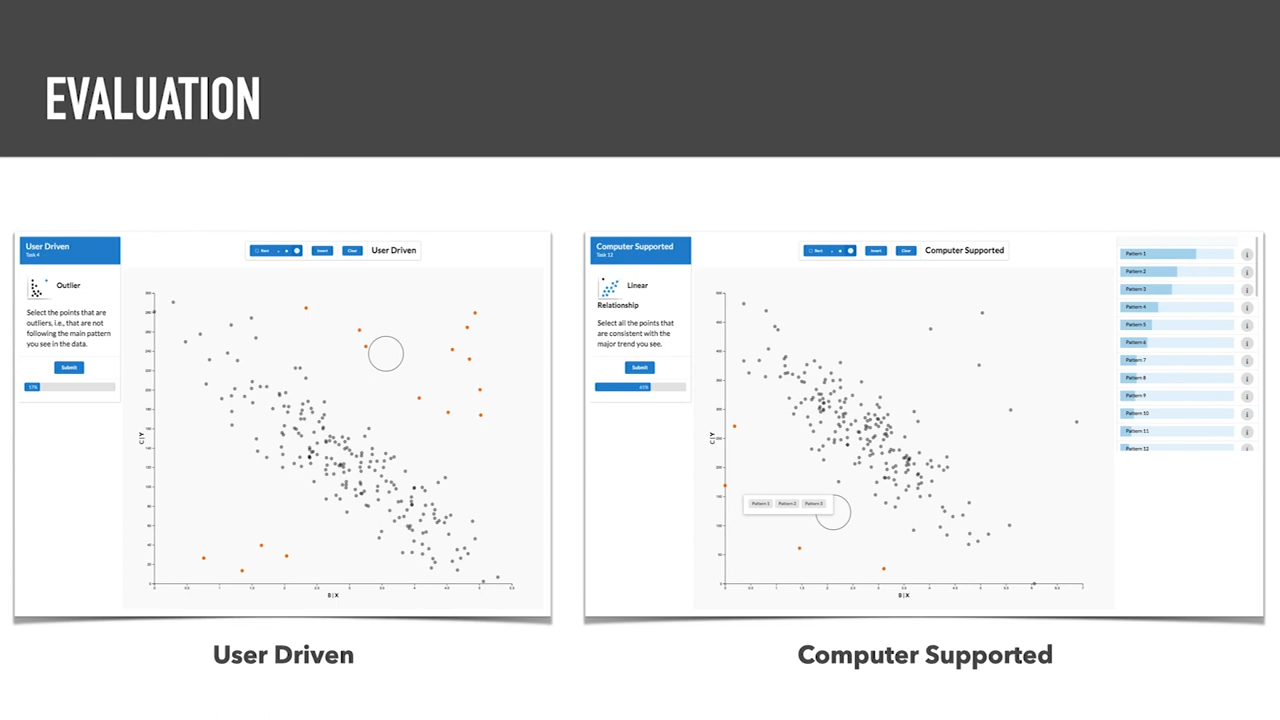 EVALUATION
User Driven
Task 4
Outlier
Select the points that are
outliers, i.e., that are not
following the main pattern
you see in the data.
Submit
17%
Rect
Insert
Clear
User Driven
C|Y
B|X
Computer Supported
Task 12
Linear
Relationship
Select all the points that
are consistent with the
major trend you see.
Submit
61%
Rect
Insert
Clear
Computer Supported
C|Y
Pattern 1 Pattern 2 Pattern 3
B|X
Pattern 1
Pattern 2
Pattern 3
Pattern 4
Pattern 5
Pattern 6
Pattern 7
Pattern 8
Pattern 9
Pattern 10
Pattern 11
Pattern 12
User Driven
Computer Supported